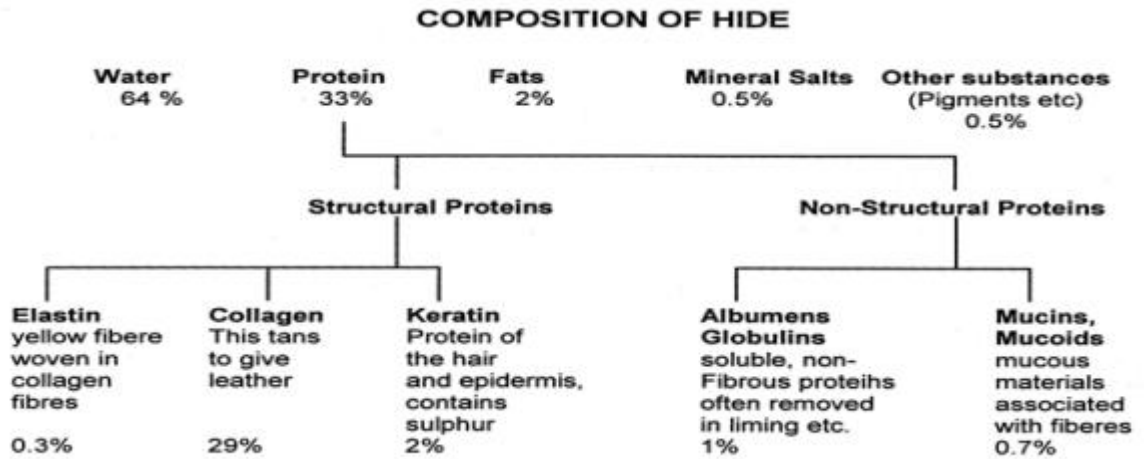 COMPOSITION OF HIDE
Water Protein Fats Mineral Salts Other substances
64 % 33% 2% 0.5% (Pigments etc)
0.5%
Structural Proteins Non-Structural Proteins
Elastin
yellow fibere
woven in
collagen
fibres
0.3%
Collagen
This tans
to give
leather
29%
Keratin
Protein of
the hair
and epidermis,
contains
sulphur
2%
Albumens
Globulins
soluble, non-
Fibrous proteihs
often removed
in liming etc.
1%
Mucins,
Mucoids
mucous
materials
associated
with fiberes
0.7%